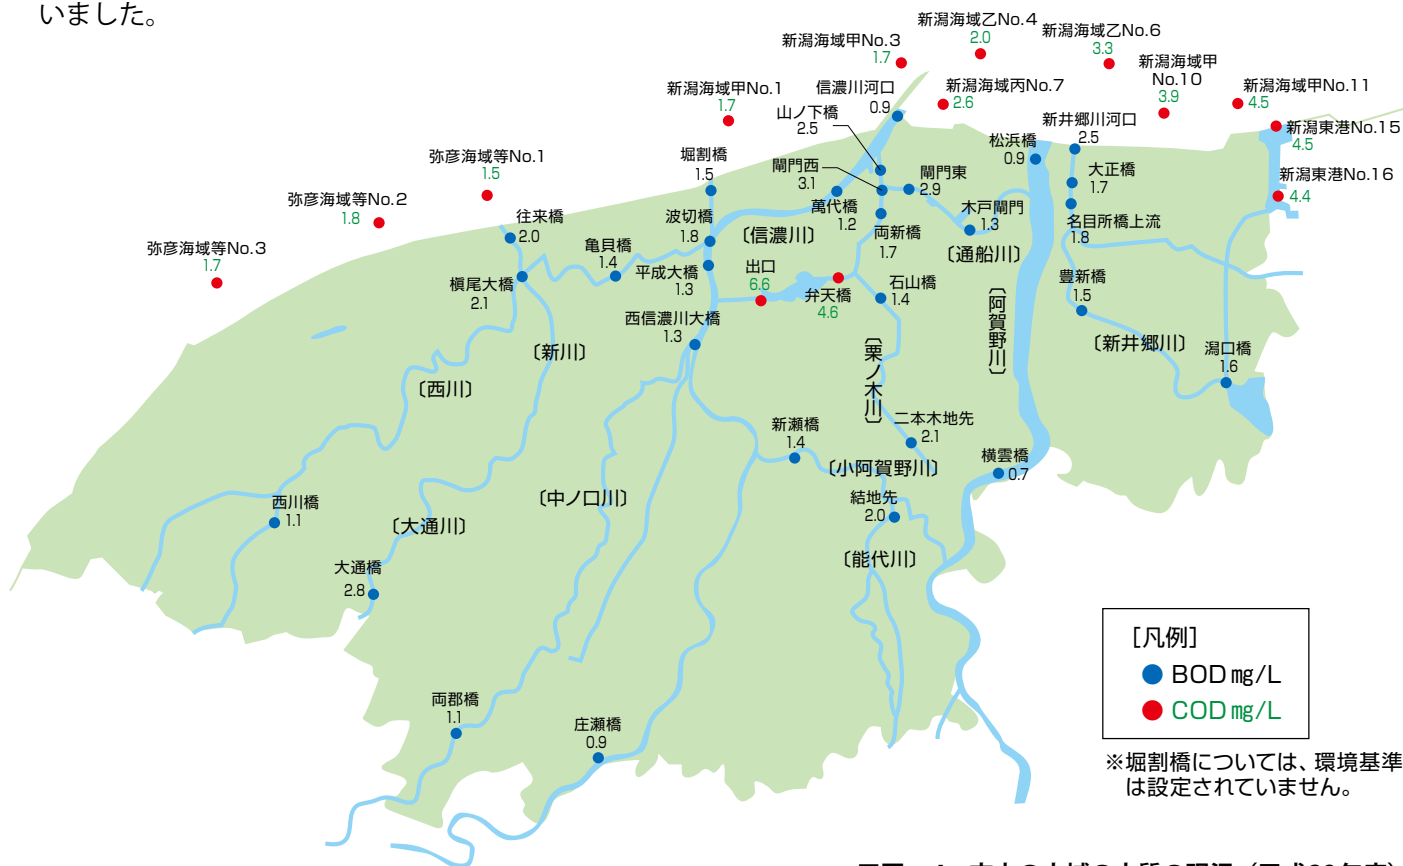 いました。
新潟海域乙No.4
2.0
新潟海域乙No.6
3.3
新潟海域甲No.3
1.7
新潟海域甲
No.10
3.9
新潟海域甲No.1
1.7
信濃川河口
0.9
新潟海域丙No.7
2.6
新潟海域甲No.11
4.5
山ノ下橋
2.5
新井郷川河口
2.5
新潟東港No.15
4.5
弥彦海域等No.1
1.5
堀割橋
1.5
閘門西
3.1
閘門東
2.9
松浜橋
0.9
大正橋
1.7
新潟東港No.16
4.4
弥彦海域等No.2
1.8
往来橋
2.0
波切橋
1.8
萬代橋
1.2
木戸閘門
1.3
名目所橋上流
1.8
弥彦海域等No.3
1.7
亀貝橋
1.4
〔信濃川〕
両新橋
1.7
〔通船川〕
槇尾大橋
2.1
平成大橋
1.3
出口
6.6
弁天橋
4.6
石山橋
1.4
豊新橋
1.5
西信濃川大橋
1.3
〔阿賀野川〕
〔新川〕
〔栗ノ木川〕
〔新井郷川〕
潟口橋
1.6
〔西川〕
新瀬橋
1.4
二本木地先
2.1
〔小阿賀野川〕
横雲橋
0.7
西川橋
1.1
〔中ノ口川〕
結地先
2.0
〔大通川〕
〔能代川〕
大通橋
2.8
両郡橋
1.1
庄瀬橋
0.9
[凡例]
BOD㎎/L
COD㎎/L
※堀割橋については、環境基準
は設定されていません。